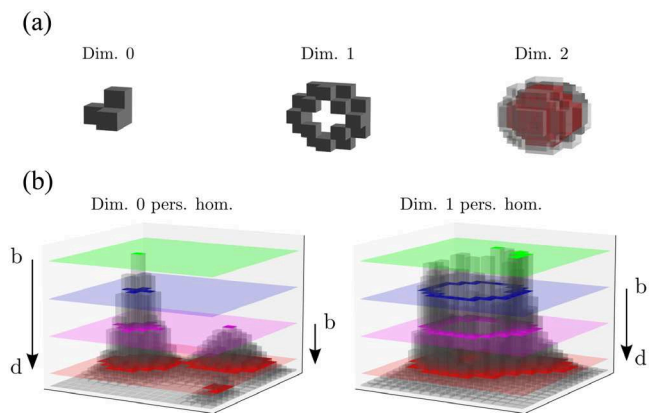 (a)
Dim. 0 Dim. 1 Dim. 2
(b)
Dim. 0 pers. hom. Dim. 1 pers. hom.
b
b
b
d
d